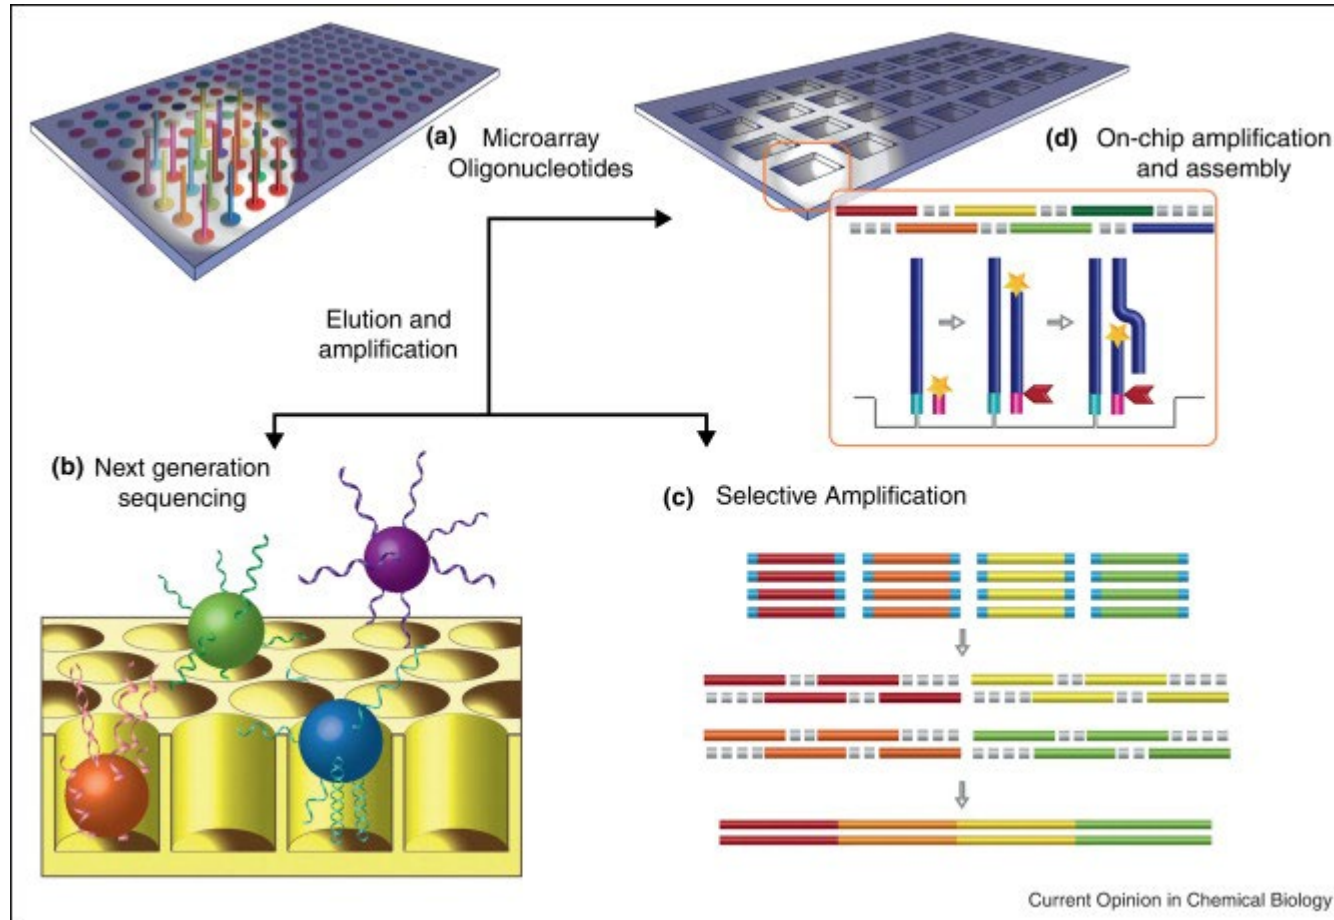 (a) Microarray
Oligonucleotides
(d) On-chip amplification
and assembly
Elution and
amplification
(b) Next generation
sequencing
(c) Selective Amplification
Current Opinion in Chemical Biology